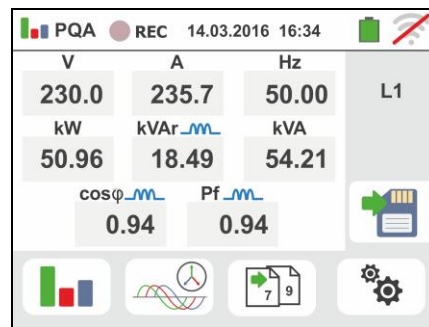 PQA REC 14.03.2016 16:34
V A Hz
230.0 235.7 50.00 L1
kW kVAr kVA
50.96 18.49 54.21
cosφ Pf
0.94 0.94
7 9